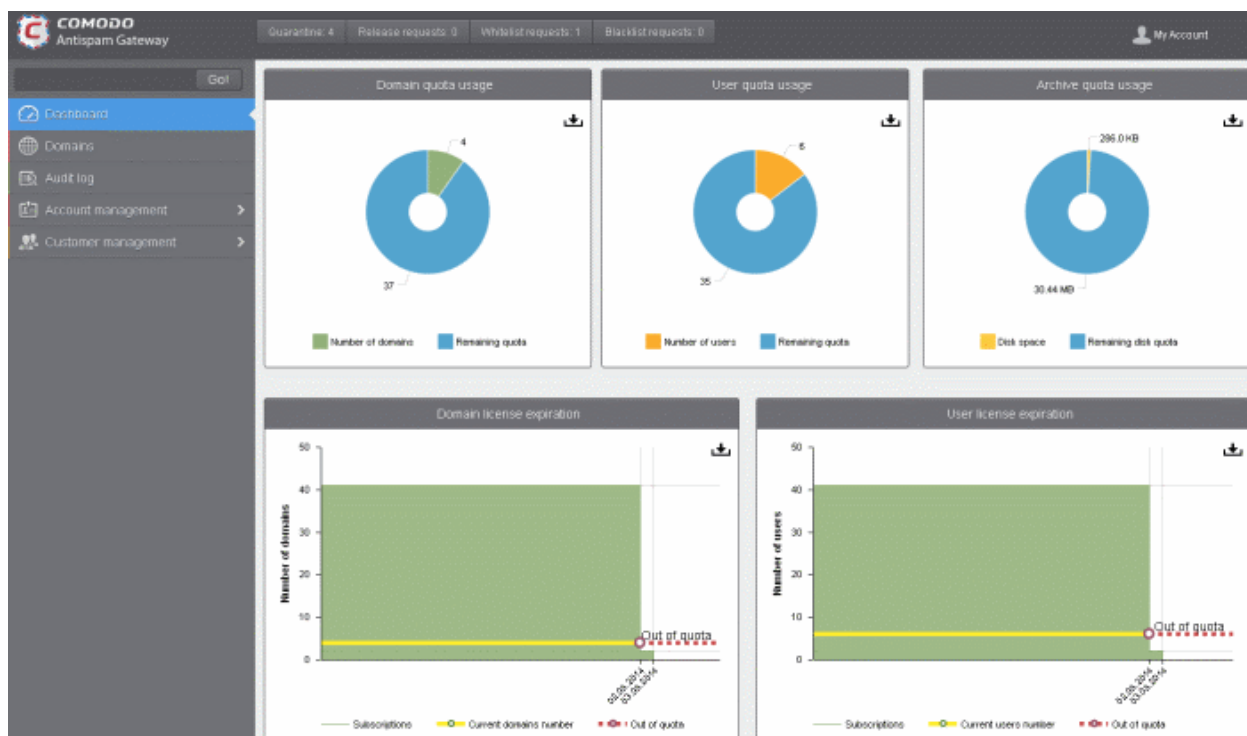 COMODO
Antispam Gateway
Quarantine: 4 Release requests: 0 Whitelist requests: 1 Blacklist requests: 0
My Account
Go!
Dashboard
Domains
Audit log
Account management
Customer management
Domain quota usage
4
37
Number of domains Remaining quota
User quota usage
6
35
Number of users Remaining quota
Archive quota usage
286.0 KB
30.44 MB
Disk space Remaining disk quota
Domain license expiration
Number of domains
50
40
30
20
10
0
Out of quota
Subscriptions Current domains number Out of quota
User license expiration
Number of users
50
40
30
20
10
0
Out of quota
Subscriptions Current users number Out of quota